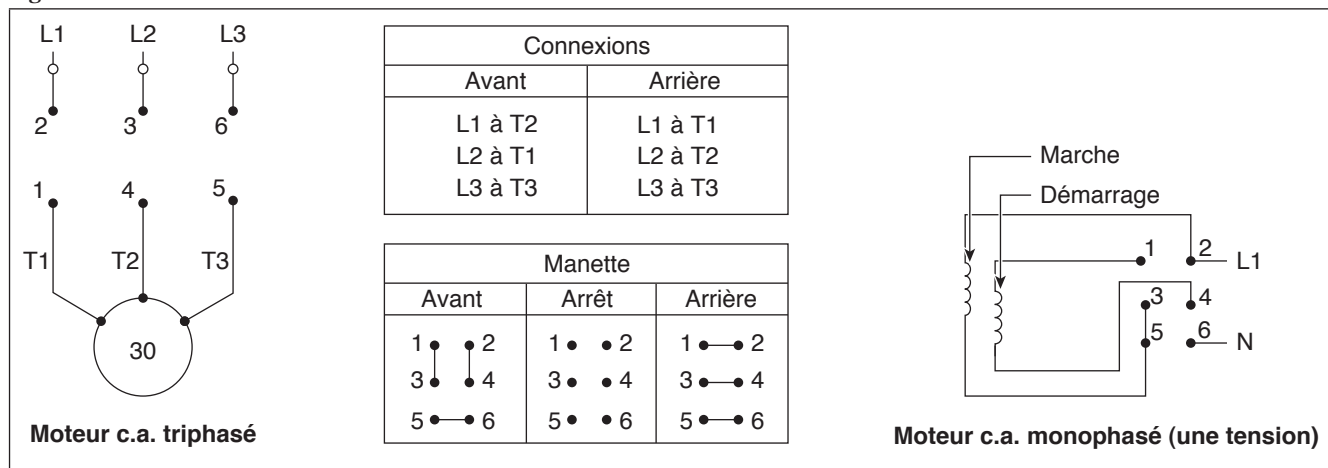 L1 L2 L3
2 3 6
1 4 5
T1 T2 T3
30
Moteur c.a. triphasé
Connexions
Avant Arrière
L1 à T2 L1 à T1
L2 à T1 L2 à T2
L3 à T3 L3 à T3
Manette
Avant Arrêt Arrière
1 2 1 2 1 2
3 4 3 4 3 4
5 6 5 6 5 6
Marche
Démarrage
1 2 L1
3 4
5 6 N
Moteur c.a. monophasé (une tension)